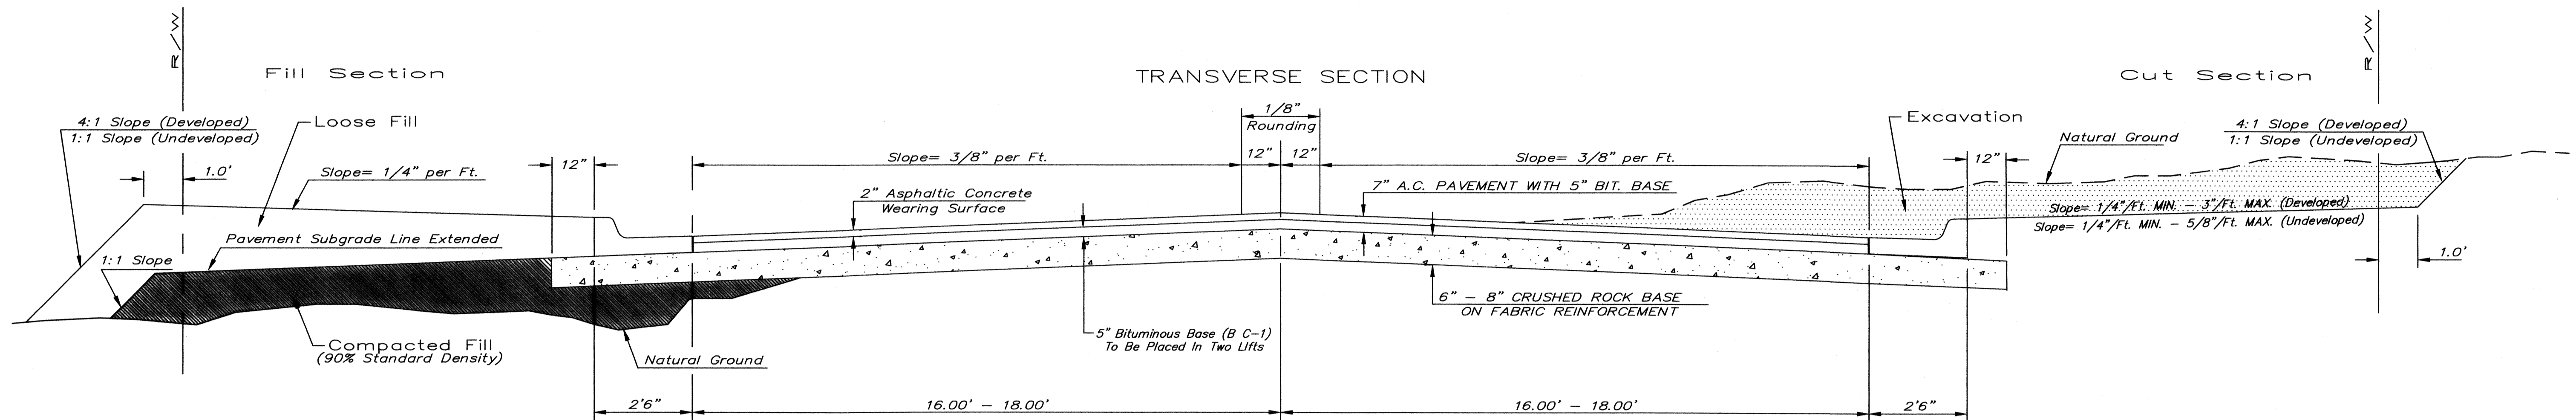 R/W
R/W
Fill Section
TRANSVERSE SECTION
Cut Section
4:1 Slope (Developed)
1:1 Slope (Undeveloped)
Loose Fill
1/8"
Rounding
Excavation
Natural Ground
4:1 Slope (Developed)
1:1 Slope (Undeveloped)
1.0'
Slope= 1/4" per Ft.
12"
Slope= 3/8" per Ft.
12"
12"
Slope= 3/8" per Ft.
12"
2" Asphaltic Concrete
Wearing Surface
7" A.C. PAVEMENT WITH 5" BIT. BASE
Slope= 1/4"/Ft. MIN. – 3"/Ft. MAX. (Developed)
Slope= 1/4"/Ft. MIN. – 5/8"/Ft. MAX. (Undeveloped)
Pavement Subgrade Line Extended
1:1 Slope
1.0'
6" – 8" CRUSHED ROCK BASE
ON FABRIC REINFORCEMENT
5" Bituminous Base (B C-1)
To Be Placed In Two Lifts
Compacted Fill
(90% Standard Density)
Natural Ground
2'6"
16.00' – 18.00'
16.00' – 18.00'
2'6"